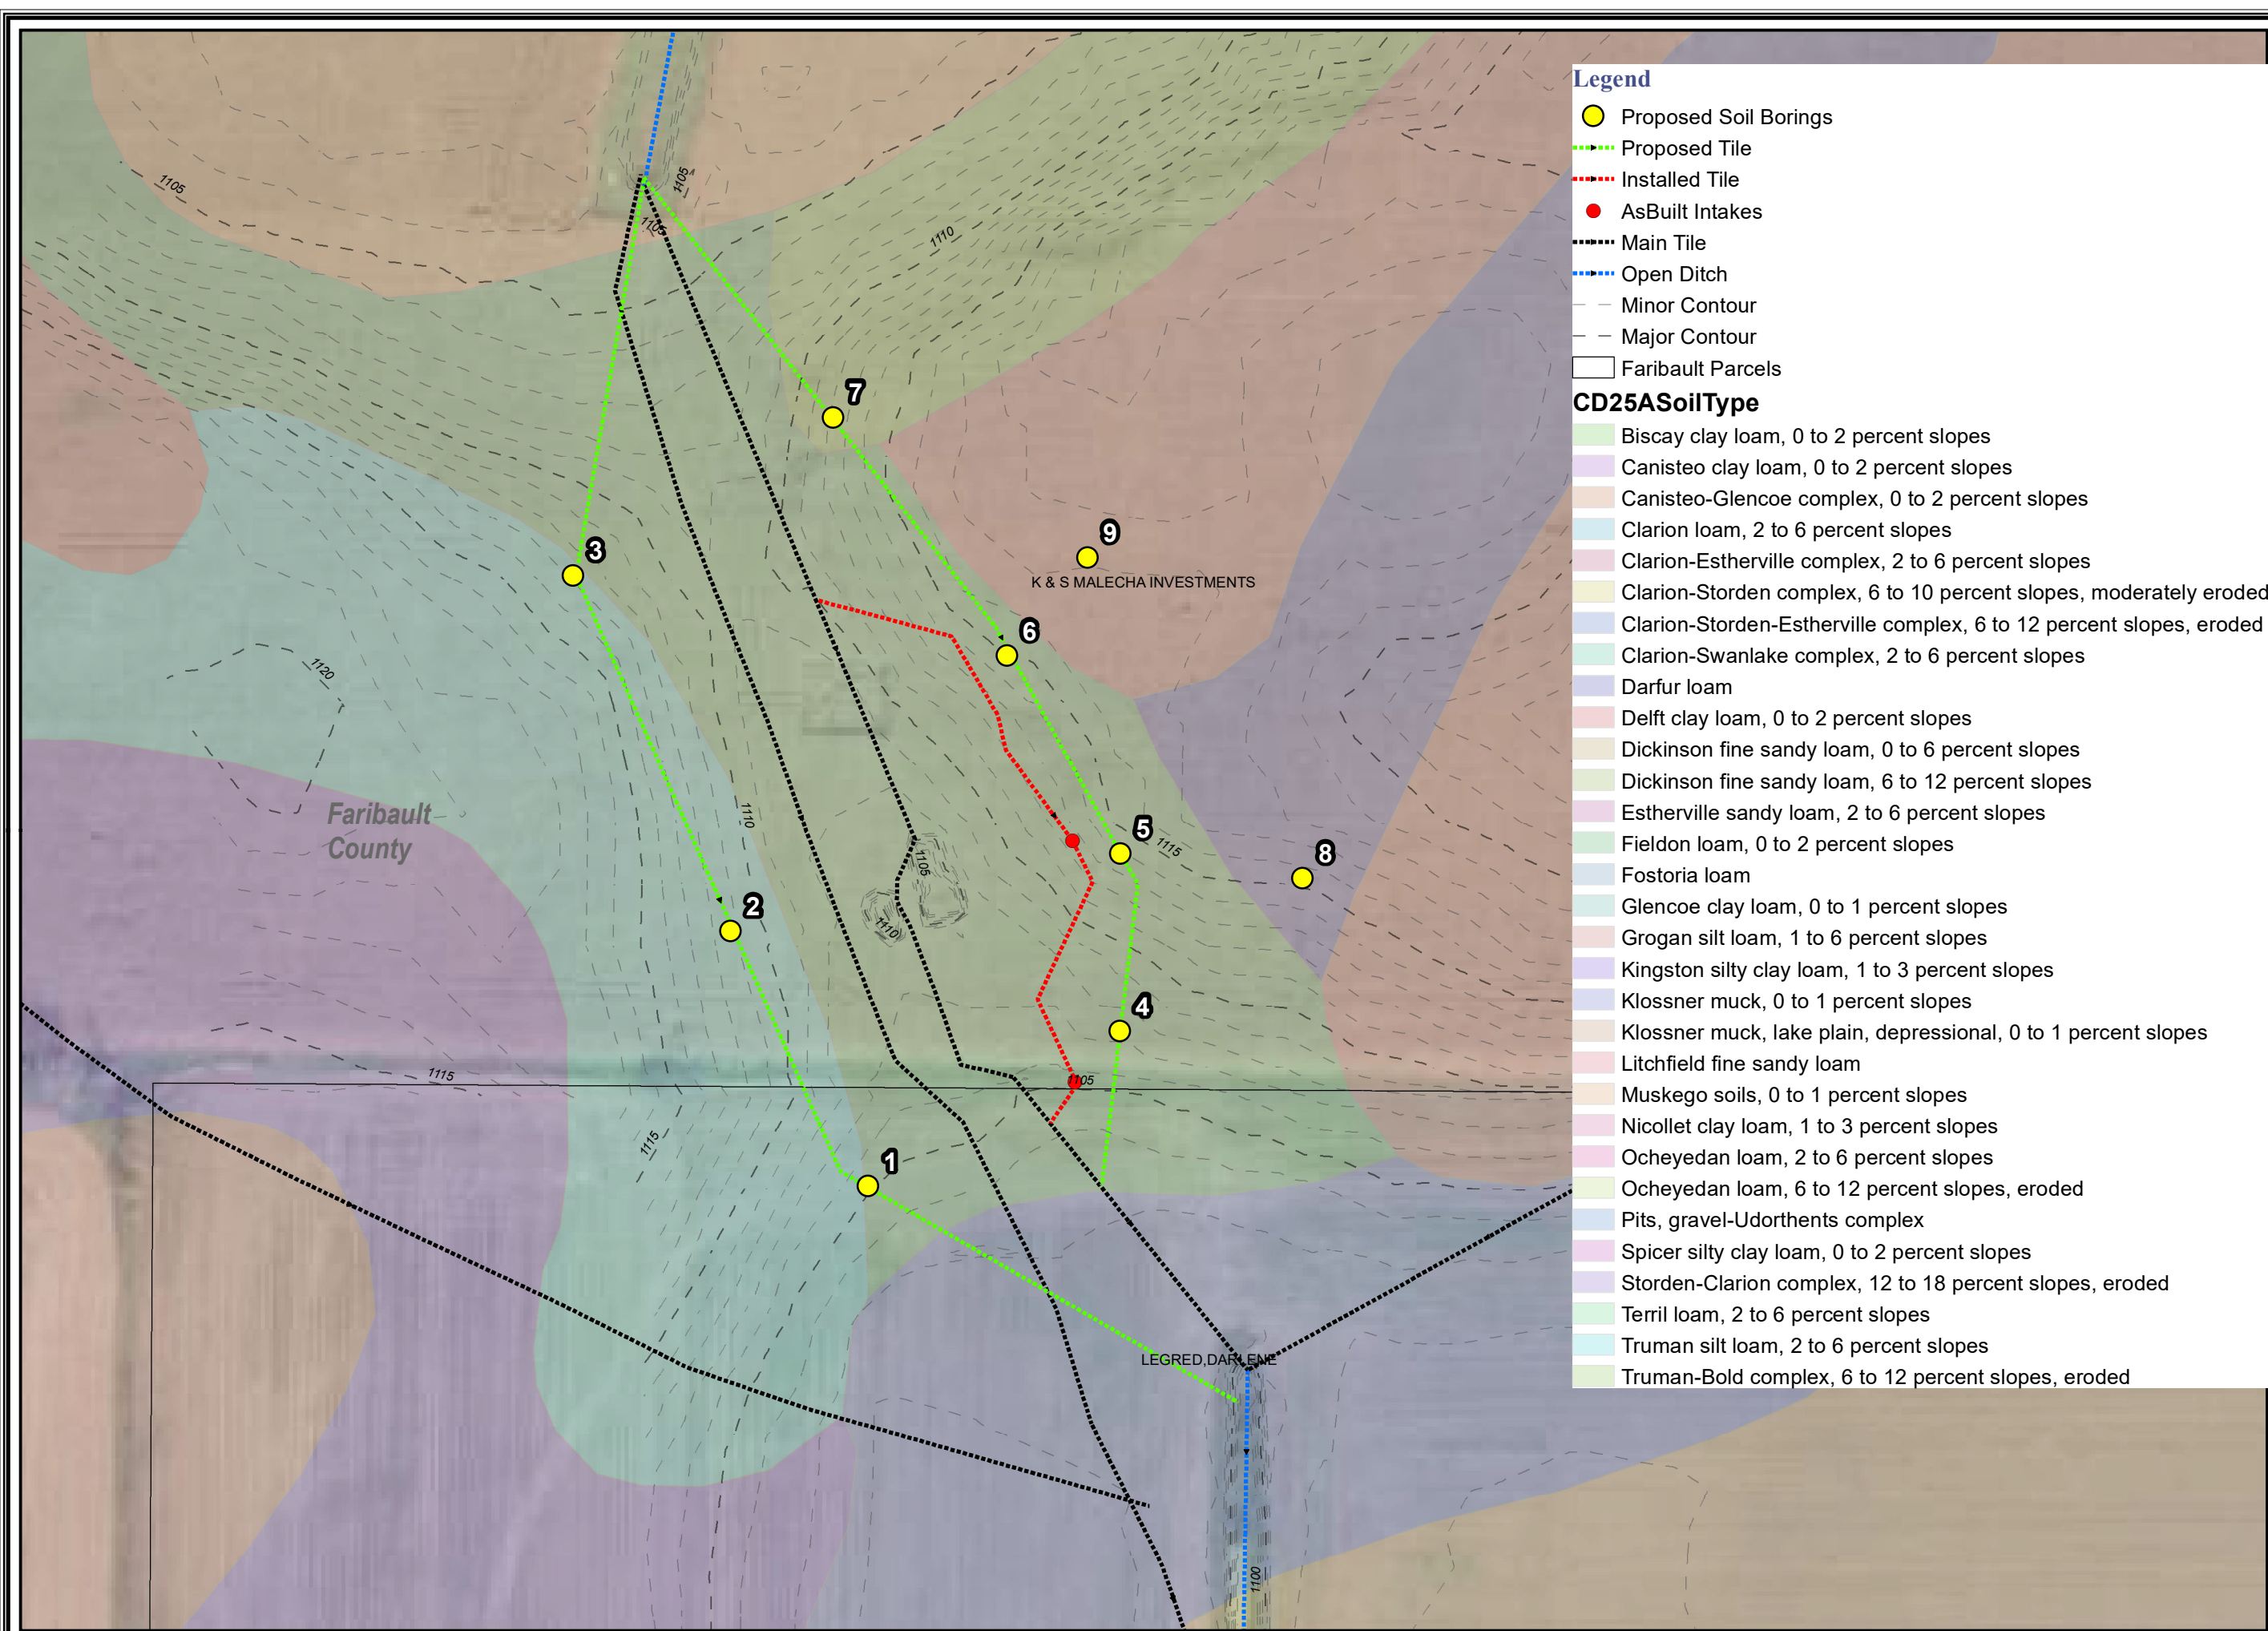 Legend
Proposed Soil Borings
Proposed Tile
Installed Tile
AsBuilt Intakes
Main Tile
Open Ditch
Minor Contour
Major Contour
Faribault Parcels
CD25ASoilType
Biscay clay loam, 0 to 2 percent slopes
Canisteo clay loam, 0 to 2 percent slopes
Canisteo-Glencoe complex, 0 to 2 percent slopes
Clarion loam, 2 to 6 percent slopes
Clarion-Estherville complex, 2 to 6 percent slopes
Clarion-Storden complex, 6 to 10 percent slopes, moderately eroded
Clarion-Storden-Estherville complex, 6 to 12 percent slopes, eroded
Clarion-Swanlake complex, 2 to 6 percent slopes
Darfur loam
Delft clay loam, 0 to 2 percent slopes
Dickinson fine sandy loam, 0 to 6 percent slopes
Dickinson fine sandy loam, 6 to 12 percent slopes
Estherville sandy loam, 2 to 6 percent slopes
Fieldon loam, 0 to 2 percent slopes
Fostoria loam
Glencoe clay loam, 0 to 1 percent slopes
Grogan silt loam, 1 to 6 percent slopes
Kingston silty clay loam, 1 to 3 percent slopes
Klossner muck, 0 to 1 percent slopes
Klossner muck, lake plain, depressional, 0 to 1 percent slopes
Litchfield fine sandy loam
Muskego soils, 0 to 1 percent slopes
Nicollet clay loam, 1 to 3 percent slopes
Ocheyedan loam, 2 to 6 percent slopes
Ocheyedan loam, 6 to 12 percent slopes, eroded
Pits, gravel-Udorthents complex
Spicer silty clay loam, 0 to 2 percent slopes
Storden-Clarion complex, 12 to 18 percent slopes, eroded
Terril loam, 2 to 6 percent slopes
Truman silt loam, 2 to 6 percent slopes
Truman-Bold complex, 6 to 12 percent slopes, eroded
1105
1105
1105
1110
7
9
3
K & S MALECHA INVESTMENTS
6
1120
Faribault
County
1110
5
1115
8
1105
2
1110
4
1115
1105
1115
1
LEGRED,DARLENE
1100